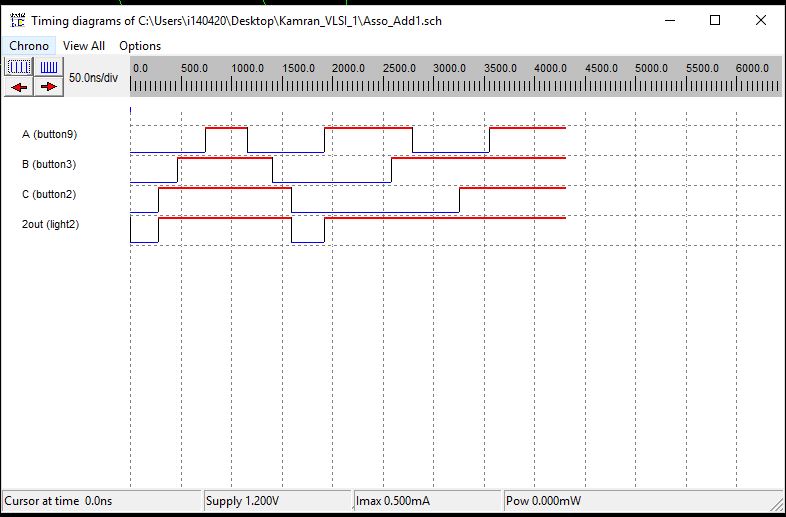 Timing diagrams of C:\Users\i140420\Desktop\Kamran_VLSI_1\Asso_Add1.sch
Chrono View All Options
50.0ns/div
0.0 500.0 1000.0 1500.0 2000.0 2500.0 3000.0 3500.0 4000.0 4500.0 5000.0 5500.0 6000.0
A (button9)
B (button3)
C (button2)
2out (light2)
Cursor at time 0.0ns Supply 1.200V Imax 0.500mA Pow 0.000mW